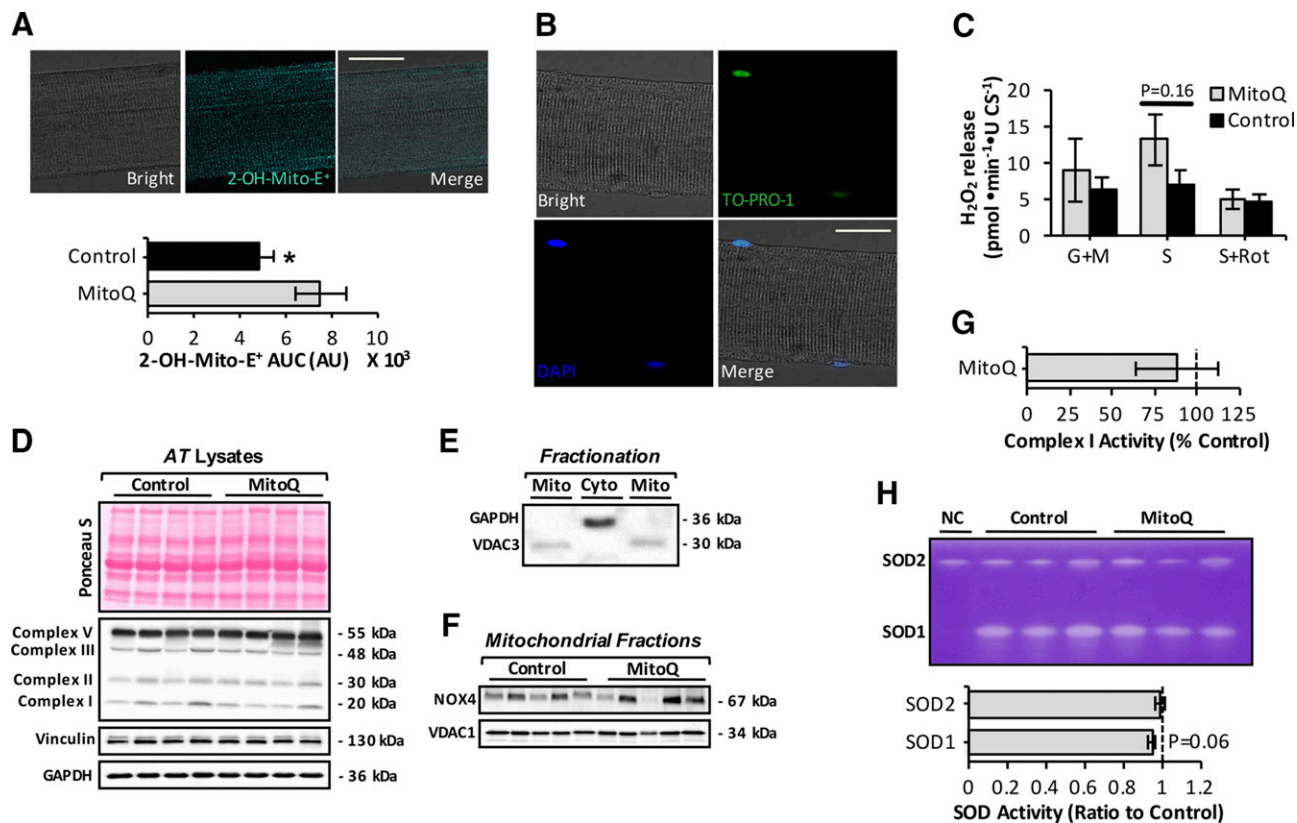 A
Bright
2-OH-Mito-E⁺
Merge
Control
*
MitoQ
0 2 4 6 8 10
2-OH-Mito-E⁺ AUC (AU) X 10³
B
Bright
TO-PRO-1
DAPI
Merge
C
P=0.16
MitoQ
Control
H₂O₂ release
(pmol •min⁻¹•U CS⁻¹)
20
15
10
5
0
G+M S S+Rot
G
MitoQ
0 25 50 75 100 125
Complex I Activity (% Control)
D
AT Lysates
Control MitoQ
Ponceau S
Complex V - 55 kDa
Complex III - 48 kDa
Complex II - 30 kDa
Complex I - 20 kDa
Vinculin - 130 kDa
GAPDH - 36 kDa
E
Fractionation
Mito Cyto Mito
GAPDH - 36 kDa
VDAC3 - 30 kDa
F
Mitochondrial Fractions
Control MitoQ
NOX4 - 67 kDa
VDAC1 - 34 kDa
H
NC Control MitoQ
SOD2
SOD1
SOD2
SOD1 P=0.06
0 0.2 0.4 0.6 0.8 1 1.2
SOD Activity (Ratio to Control)